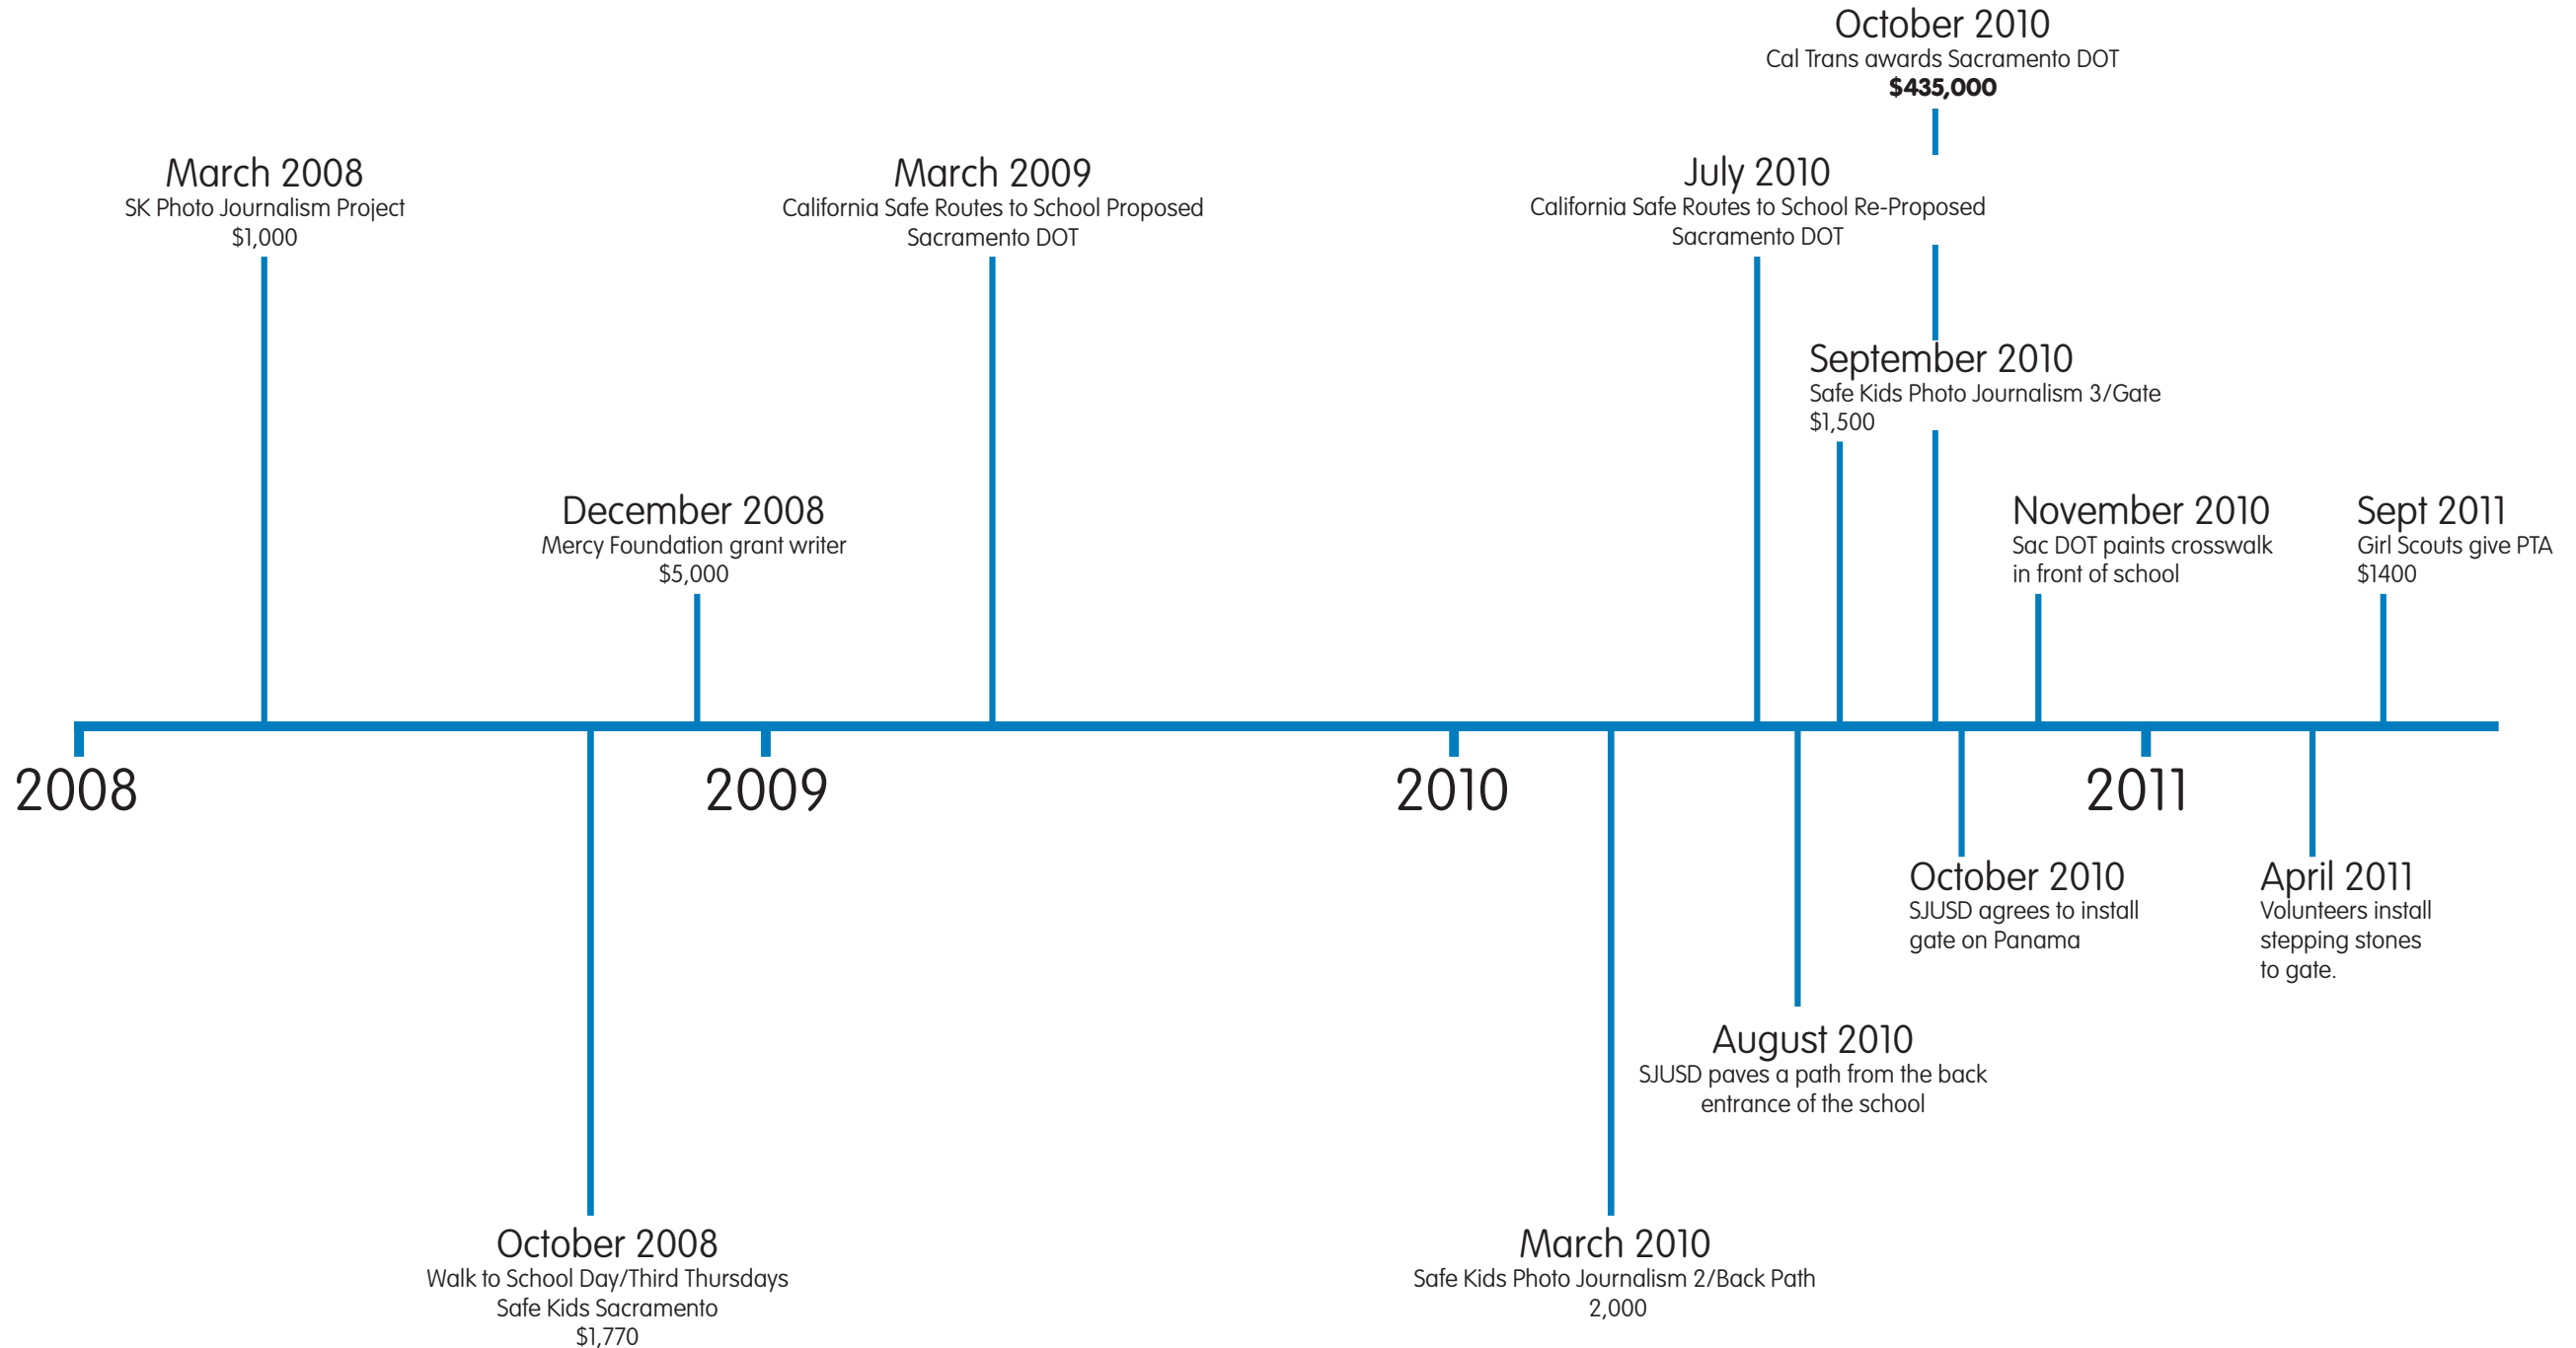 October 2010
Cal Trans awards Sacramento DOT
$435,000
March 2008
SK Photo Journalism Project
$1,000
March 2009
California Safe Routes to School Proposed
Sacramento DOT
July 2010
California Safe Routes to School Re-Proposed
Sacramento DOT
September 2010
Safe Kids Photo Journalism 3/Gate
$1,500
December 2008
Mercy Foundation grant writer
$5,000
November 2010
Sac DOT paints crosswalk
in front of school
Sept 2011
Girl Scouts give PTA
$1400
2008
2009
2010
2011
October 2010
SJUSD agrees to install
gate on Panama
April 2011
Volunteers install
stepping stones
to gate.
August 2010
SJUSD paves a path from the back
entrance of the school
October 2008
Walk to School Day/Third Thursdays
Safe Kids Sacramento
$1,770
March 2010
Safe Kids Photo Journalism 2/Back Path
2,000